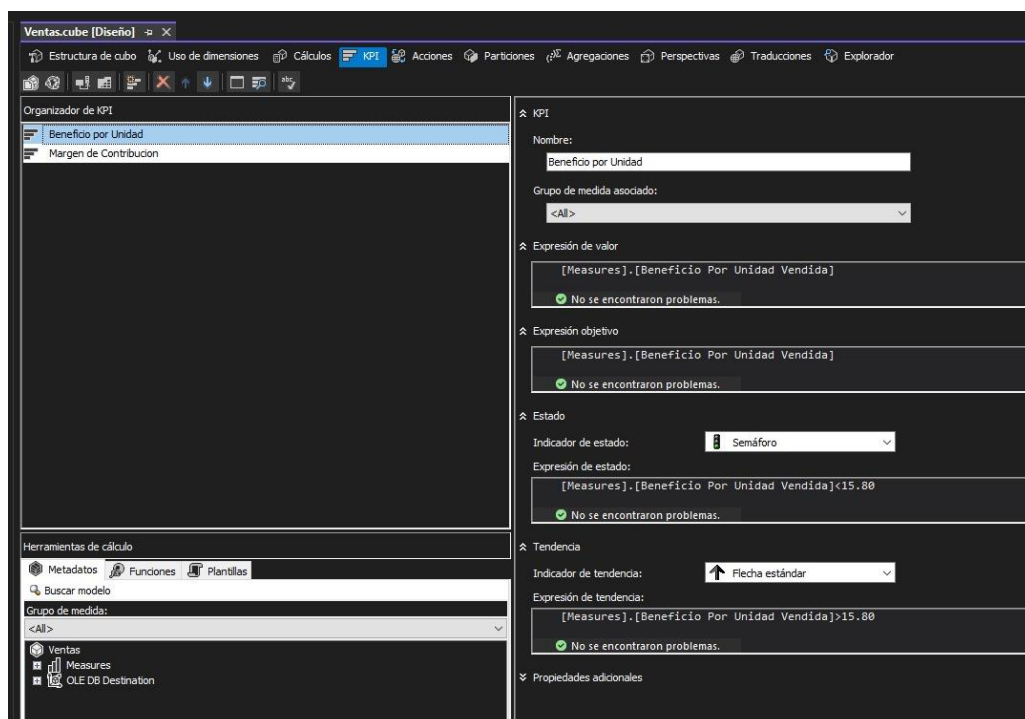 Ventas.cube [Diseño]
Estructura de cubo Uso de dimensiones Cálculos KPI Acciones Particiones Agregaciones Perspectivas Traducciones Explorador
Organizador de KPI
Beneficio por Unidad
Margen de Contribucion
Herramientas de cálculo
Metadatos Funciones Plantillas
Buscar modelo
Grupo de medida:
<All>
Ventas
Measures
OLE DB Destination
KPI
Nombre:
Beneficio por Unidad
Grupo de medida asociado:
<All>
Expresión de valor
[Measures].[Beneficio Por Unidad Vendida]
No se encontraron problemas.
Expresión objetivo
[Measures].[Beneficio Por Unidad Vendida]
No se encontraron problemas.
Estado
Indicador de estado: Semáforo
Expresión de estado:
[Measures].[Beneficio Por Unidad Vendida]<15.80
No se encontraron problemas.
Tendencia
Indicador de tendencia: Flecha estándar
Expresión de tendencia:
[Measures].[Beneficio Por Unidad Vendida]>15.80
No se encontraron problemas.
Propiedades adicionales